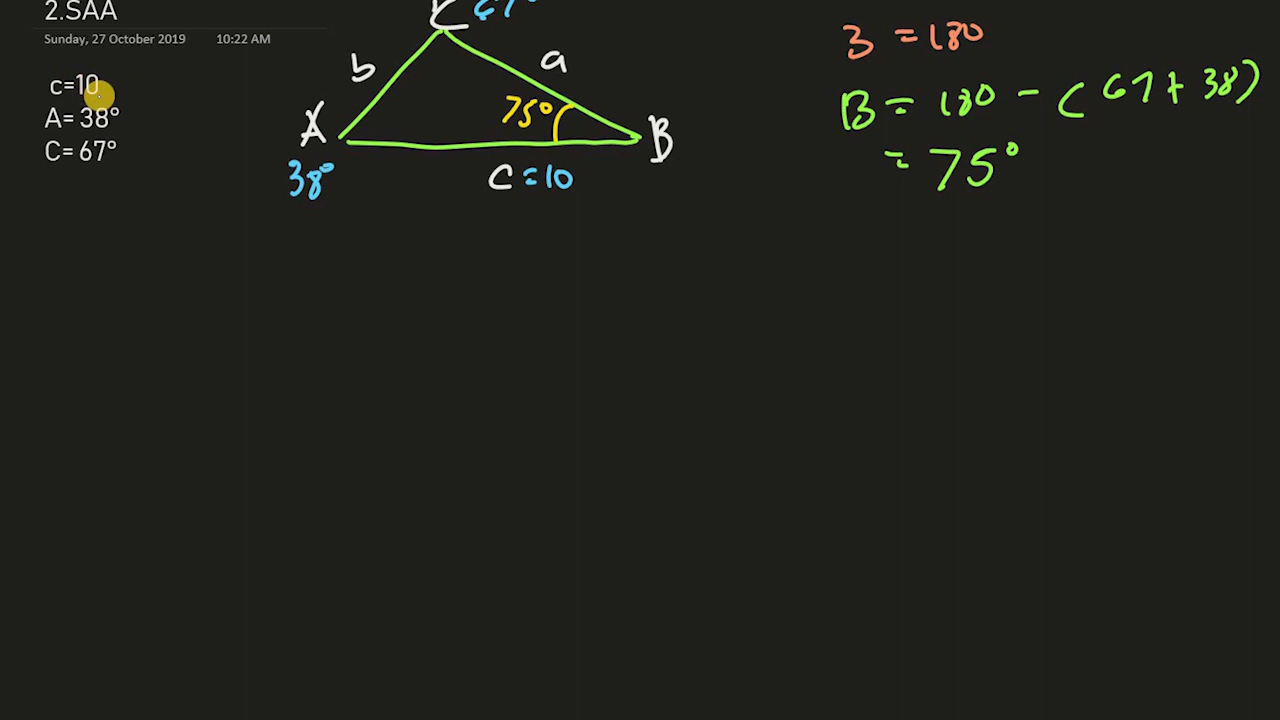 2.SAA
Sunday, 27 October 2019 10:22 AM
c=10
A= 38°
C= 67°
C 67°
b
a
75°
A
B
38°
c = 10
3 = 180
B = 180 - ( 67 + 38)
= 75°